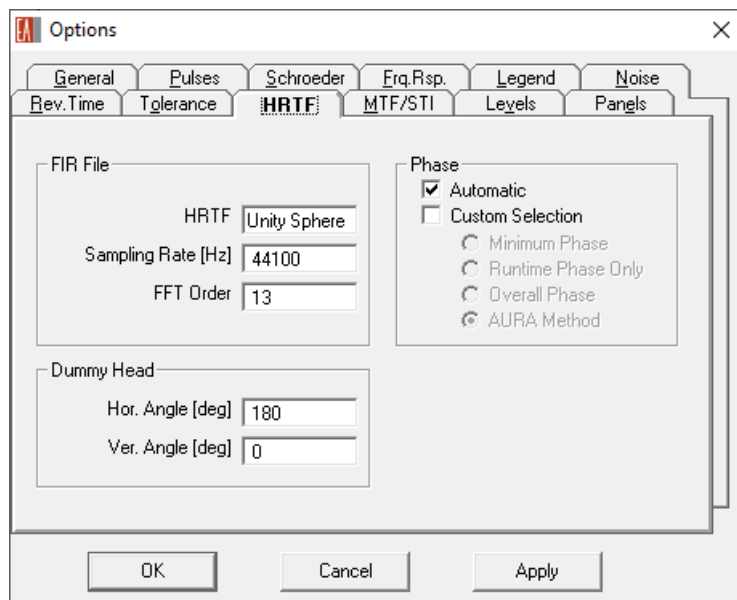 EA Options
General Pulses Schroeder Frq.Rsp. Legend Noise
Rev.Time Tolerance HRTF MTF/STI Levels Panels
FIR File
HRTF Unity Sphere
Sampling Rate [Hz] 44100
FFT Order 13
Phase
Automatic
Custom Selection
Minimum Phase
Runtime Phase Only
Overall Phase
AURA Method
Dummy Head
Hor. Angle [deg] 180
Ver. Angle [deg] 0
OK Cancel Apply